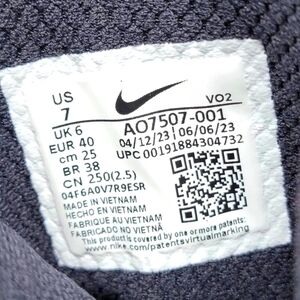 US
7
UK 6
EUR 40
cm 25
BR 38
CN 250(2.5)
04F6A0V7R9ESR
VO2
AO7507-001
04/12/23 | 06/06/23
UPC 00191884304732
MADE IN VIETNAM
HECHO EN VIETNAM
FABRIQUE AU VIETNAM
FABRICADO NO VIETNÃ
This product is covered by one or more patents:
www.nike.com/patentsvirtualmarking